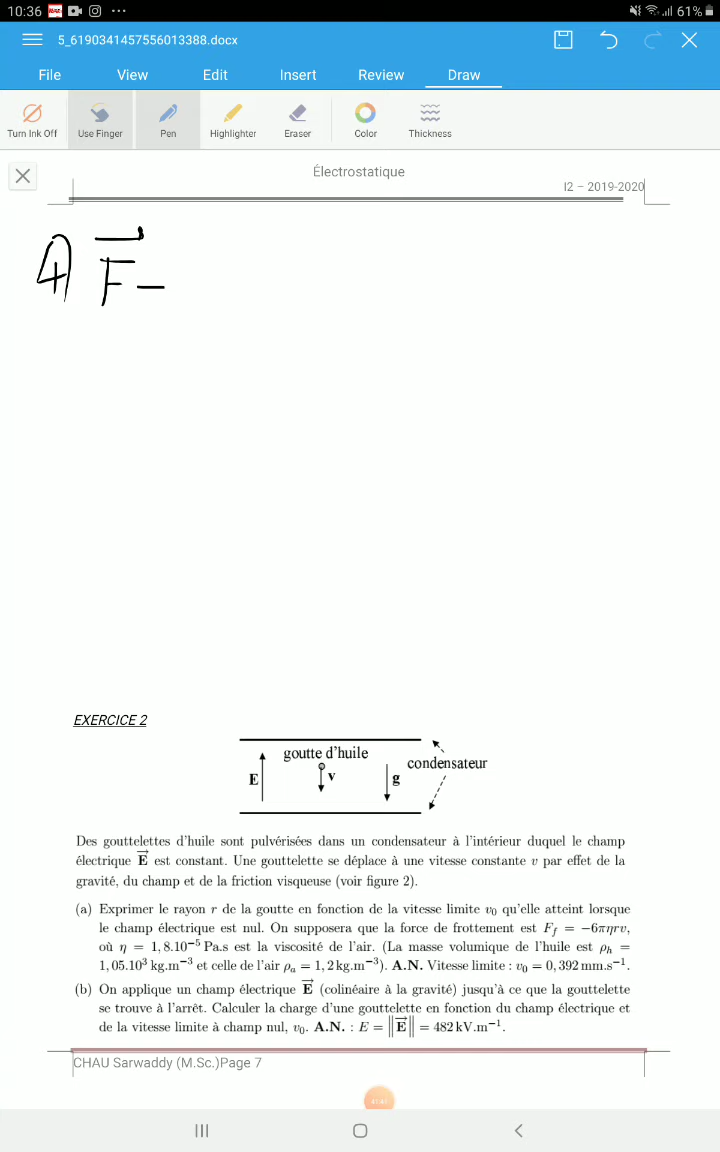 10:36 61%
5_6190341457556013388.docx
File View Edit Insert Review Draw
Turn Ink Off Use Finger Pen Highlighter Eraser Color Thickness
Électrostatique
I2 – 2019-2020
4) F =
EXERCICE 2
goutte d'huile
condensateur
E v g
Des gouttelettes d'huile sont pulvérisées dans un condensateur à l'intérieur duquel le champ
électrique E⃗ est constant. Une gouttelette se déplace à une vitesse constante v par effet de la
gravité, du champ et de la friction visqueuse (voir figure 2).
(a) Exprimer le rayon r de la goutte en fonction de la vitesse limite v₀ qu'elle atteint lorsque
le champ électrique est nul. On supposera que la force de frottement est F_f = −6πηrv,
où η = 1,8.10⁻⁵ Pa.s est la viscosité de l'air. (La masse volumique de l'huile est ρ_h =
1,05.10³ kg.m⁻³ et celle de l'air ρ_a = 1,2 kg.m⁻³). A.N. Vitesse limite : v₀ = 0,392 mm.s⁻¹.
(b) On applique un champ électrique E⃗ (colinéaire à la gravité) jusqu'à ce que la gouttelette
se trouve à l'arrêt. Calculer la charge d'une gouttelette en fonction du champ électrique et
de la vitesse limite à champ nul, v₀. A.N. : E = ‖E⃗‖ = 482 kV.m⁻¹.
CHAU Sarwaddy (M.Sc.)Page 7